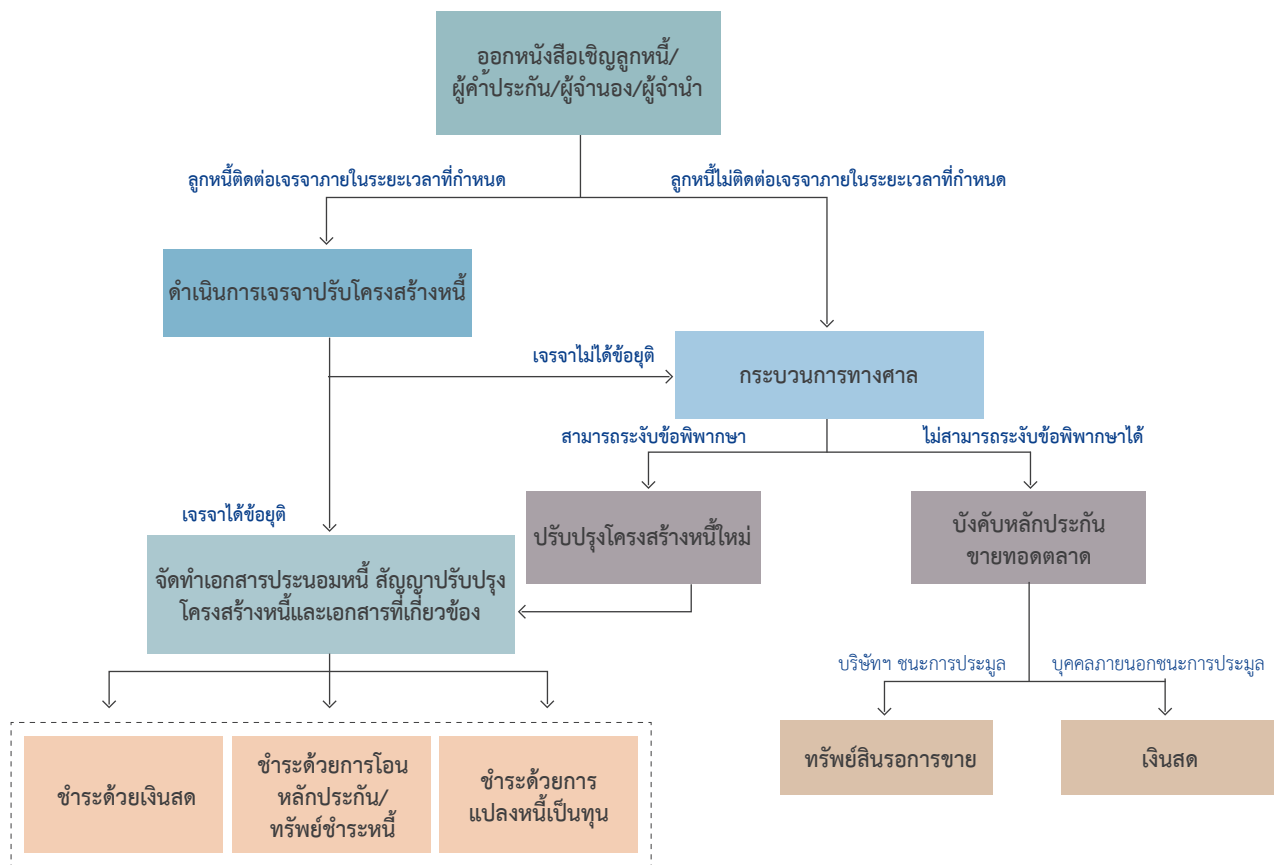 ออกหนังสือเชิญลูกหนี้/
ผู้ค้ำประกัน/ผู้จำนอง/ผู้จำนำ
ลูกหนี้ติดต่อเจรจาภายในระยะเวลาที่กำหนด
ลูกหนี้ไม่ติดต่อเจรจาภายในระยะเวลาที่กำหนด
ดำเนินการเจรจาปรับโครงสร้างหนี้
เจรจาไม่ได้ข้อยุติ
กระบวนการทางศาล
สามารถระงับข้อพิพากษา
ไม่สามารถระงับข้อพิพากษาได้
เจรจาได้ข้อยุติ
ปรับปรุงโครงสร้างหนี้ใหม่
บังคับหลักประกัน
ขายทอดตลาด
จัดทำเอกสารประนอมหนี้ สัญญาปรับปรุง
โครงสร้างหนี้และเอกสารที่เกี่ยวข้อง
บริษัทฯ ชนะการประมูล
บุคคลภายนอกชนะการประมูล
ชำระด้วยเงินสด
ชำระด้วยการโอน
หลักประกัน/
ทรัพย์ชำระหนี้
ชำระด้วยการ
แปลงหนี้เป็นทุน
ทรัพย์สินรอการขาย
เงินสด